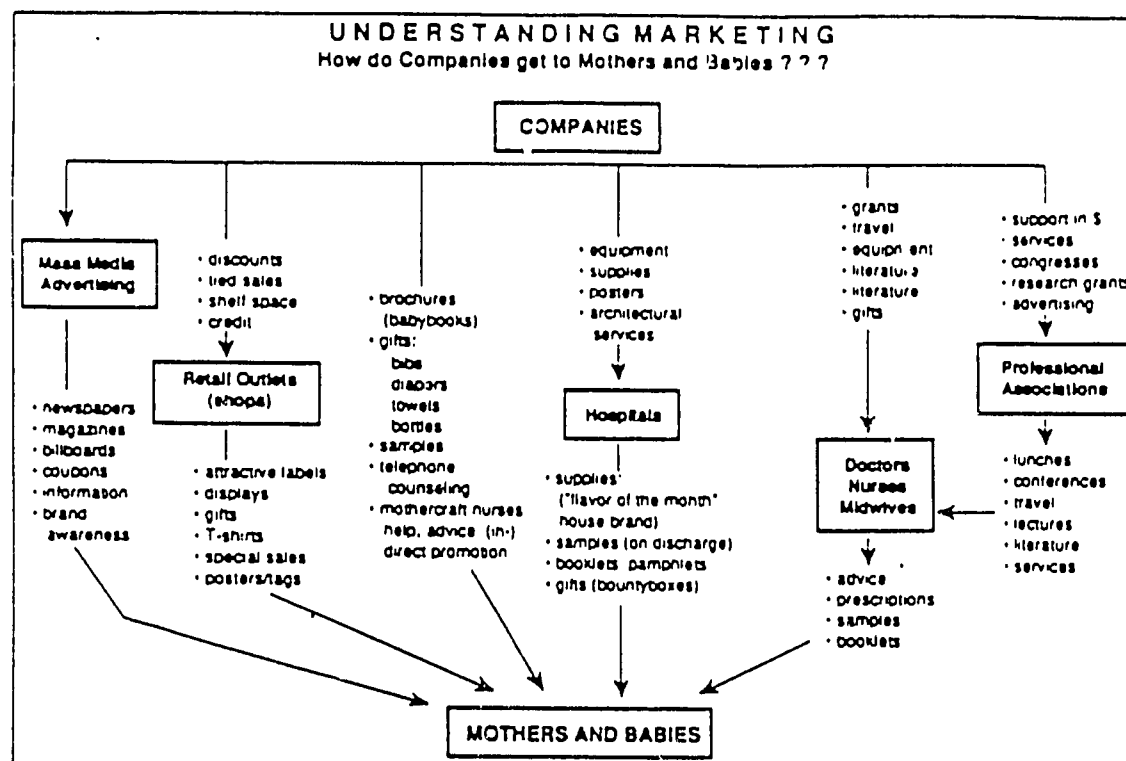 UNDERSTANDING MARKETING
How do Companies get to Mothers and Babies ? ? ?
COMPANIES
Mass Media
Advertising
• newspapers
• magazines
• billboards
• coupons
• information
• brand
awareness
• discounts
• tied sales
• shelf space
• credit
Retail Outlets
(shops)
• attractive labels
• displays
• gifts
• T-shirts
• special sales
• posters/tags
• brochures
(babybooks)
• gifts:
bibs
diapers
towels
bottles
• samples
• telephone
counseling
• mothercraft nurses
help, advice (in-)
direct promotion
• equipment
• supplies
• posters
• architectural
services
Hospitals
• supplies
("flavor of the month"
house brand)
• samples (on discharge)
• booklets pamphlets
• gifts (bountyboxes)
• grants
• travel
• equipment
• literature
• literature
• gifts
Doctors
Nurses
Midwives
• advice
• prescriptions
• samples
• booklets
• support in $
• services
• congresses
• research grants
• advertising
Professional
Associations
• lunches
• conferences
• travel
• lectures
• literature
• services
MOTHERS AND BABIES